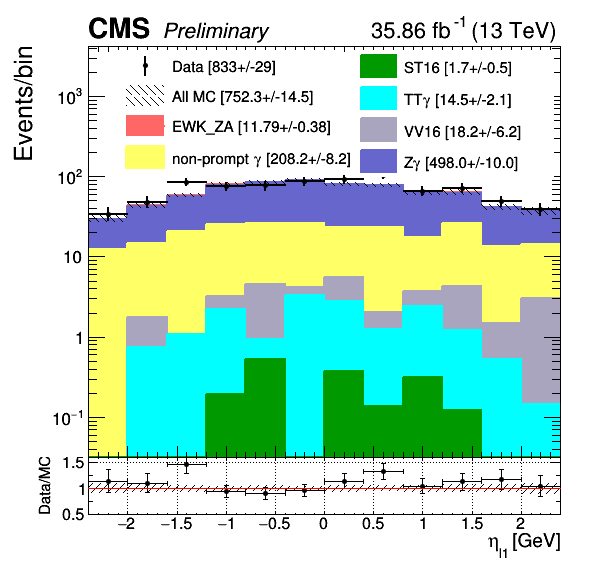 CMS Preliminary 35.86 fb⁻¹ (13 TeV)
Events/bin
Data [833+/-29]
All MC [752.3+/-14.5]
EWK_ZA [11.79+/-0.38]
non-prompt γ [208.2+/-8.2]
ST16 [1.7+/-0.5]
TTγ [14.5+/-2.1]
VV16 [18.2+/-6.2]
Zγ [498.0+/-10.0]
10³
10²
10
1
10⁻¹
Data/MC
1.5
1
0.5
−2 −1.5 −1 −0.5 0 0.5 1 1.5 2
η_l1 [GeV]